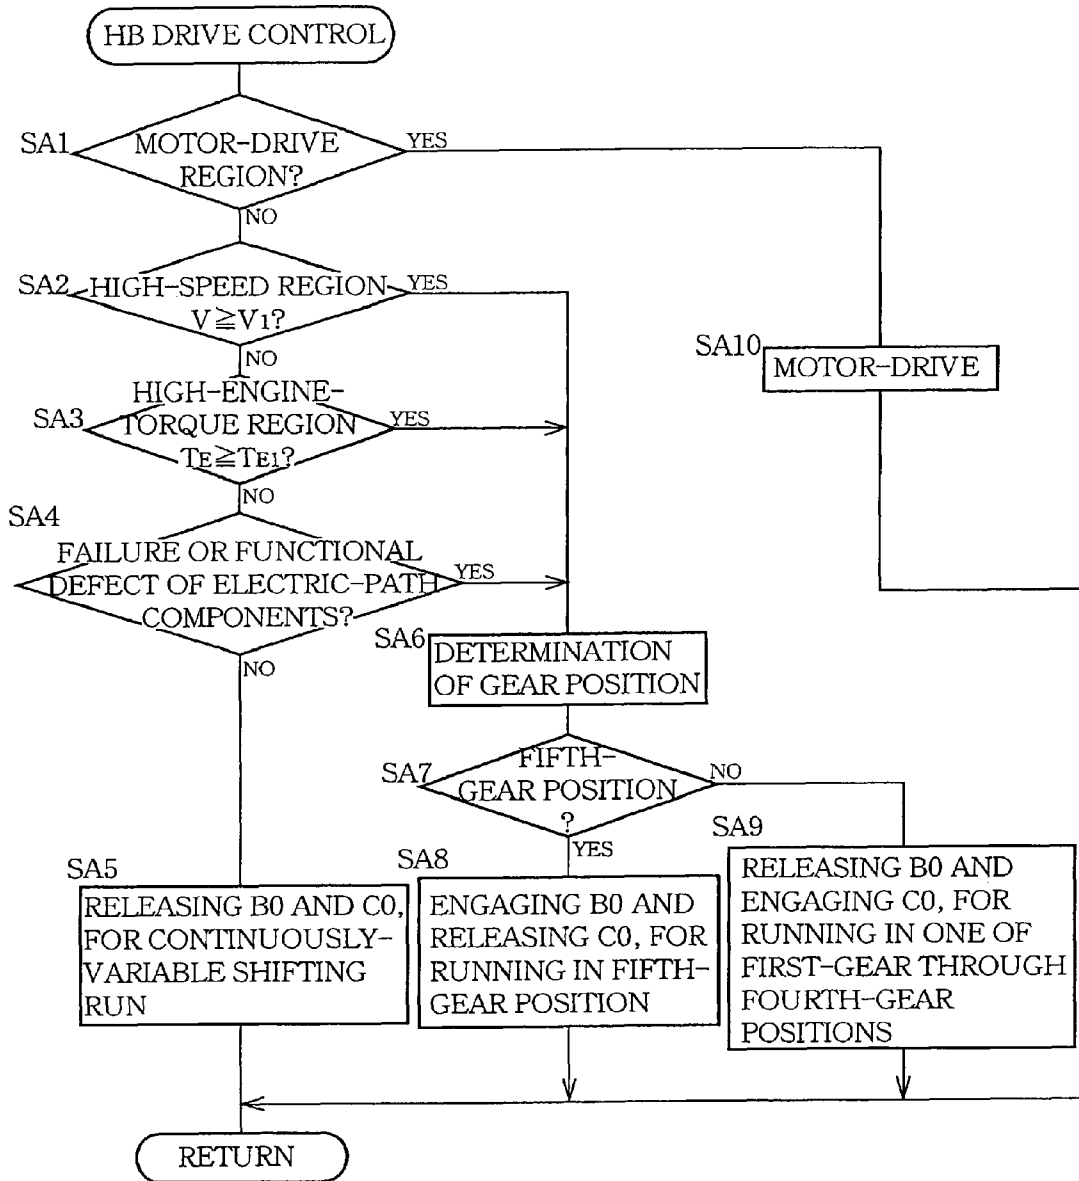 HB DRIVE CONTROL
SA1
MOTOR-DRIVE
REGION?
YES
NO
SA2
HIGH-SPEED REGION
V≧V1?
YES
NO
SA3
HIGH-ENGINE-
TORQUE REGION
TE≧TE1?
YES
NO
SA4
FAILURE OR FUNCTIONAL
DEFECT OF ELECTRIC-PATH
COMPONENTS?
YES
NO
SA10
MOTOR-DRIVE
SA6
DETERMINATION
OF GEAR POSITION
SA7
FIFTH-
GEAR POSITION
?
NO
YES
SA5
RELEASING B0 AND C0,
FOR CONTINUOUSLY-
VARIABLE SHIFTING
RUN
SA8
ENGAGING B0 AND
RELEASING C0, FOR
RUNNING IN FIFTH-
GEAR POSITION
SA9
RELEASING B0 AND
ENGAGING C0, FOR
RUNNING IN ONE OF
FIRST-GEAR THROUGH
FOURTH-GEAR
POSITIONS
RETURN